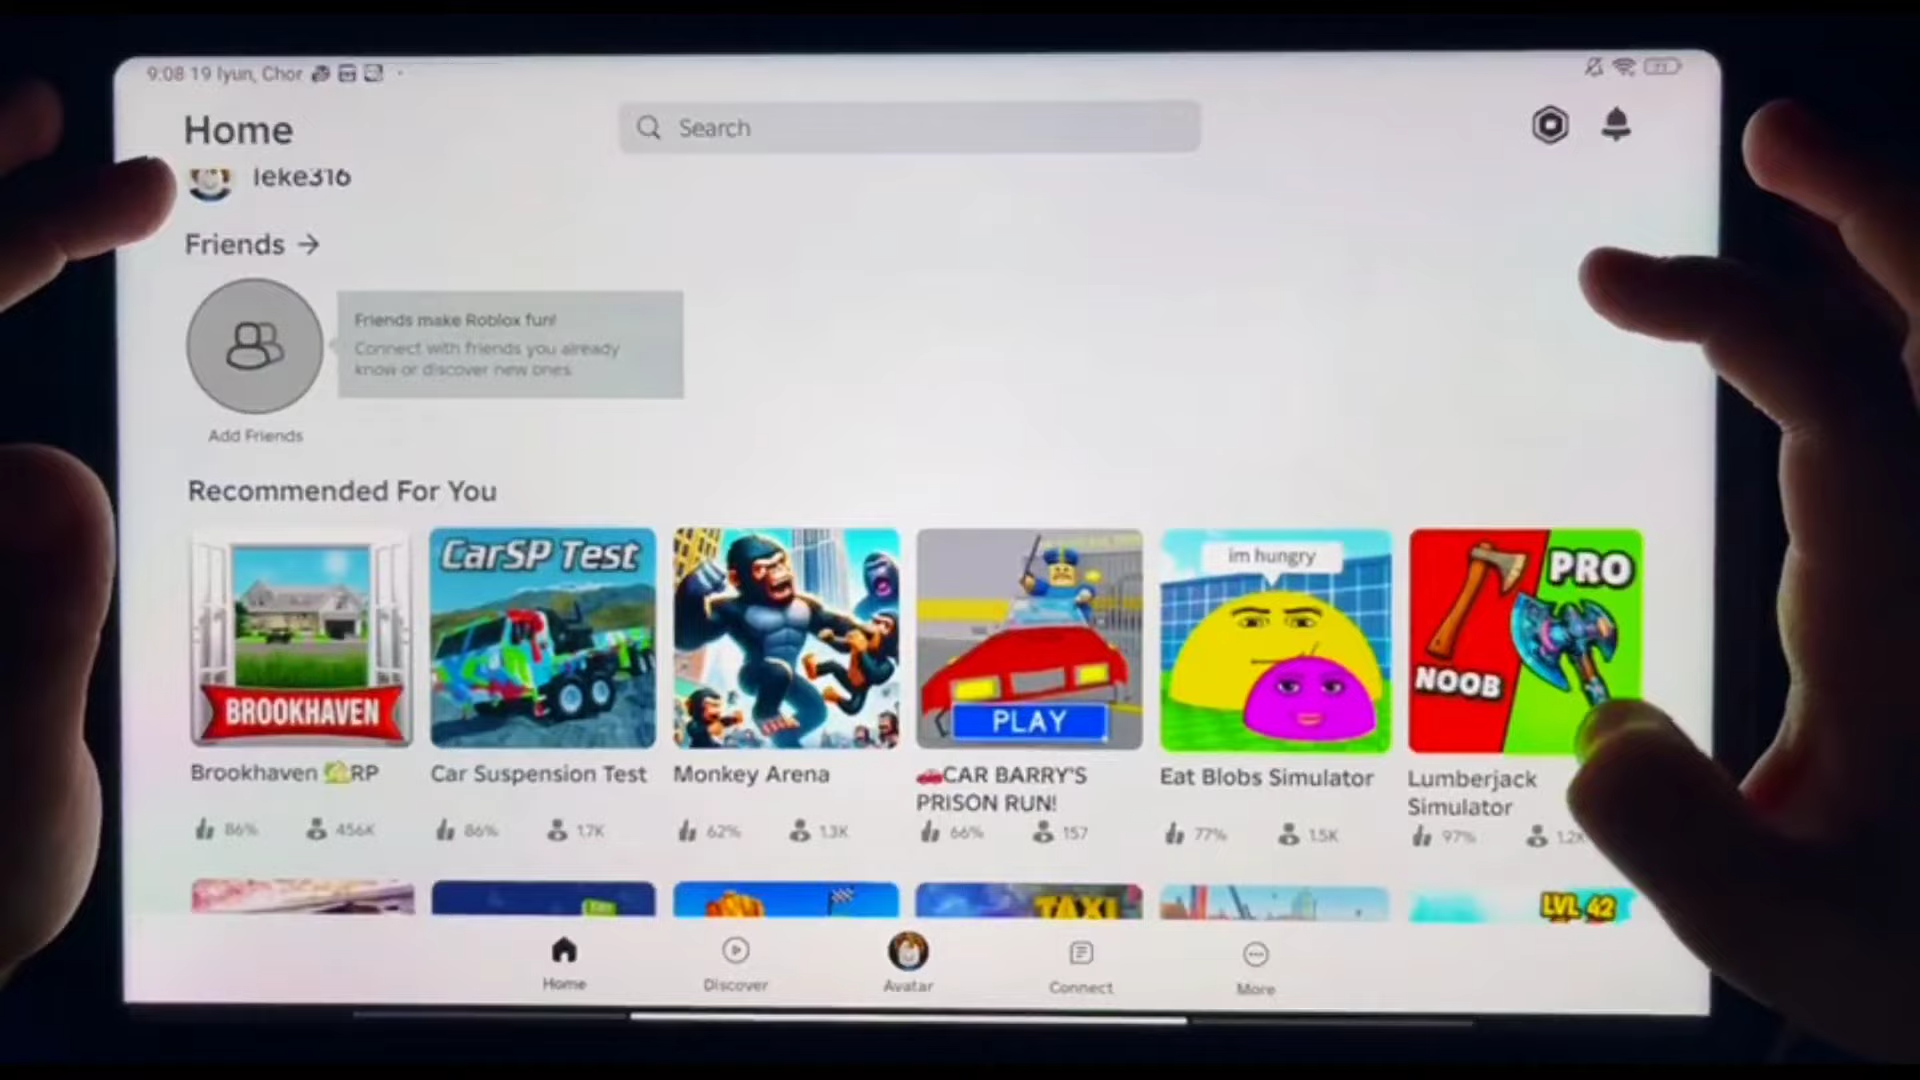 9:08 19 Iyun, Chor
Home
Search
leke316
Friends →
Friends make Roblox fun!
Connect with friends you already
know or discover new ones.
Add Friends
Recommended For You
BROOKHAVEN
CarSP Test
PLAY
im hungry
NOOB
PRO
Brookhaven RP
Car Suspension Test
Monkey Arena
CAR BARRY'S
PRISON RUN!
Eat Blobs Simulator
Lumberjack
Simulator
86% 456K
86% 1.7K
62% 1.3K
66% 157
77% 1.5K
97%
TAXI
LVL 42
Home
Discover
Avatar
Connect
More